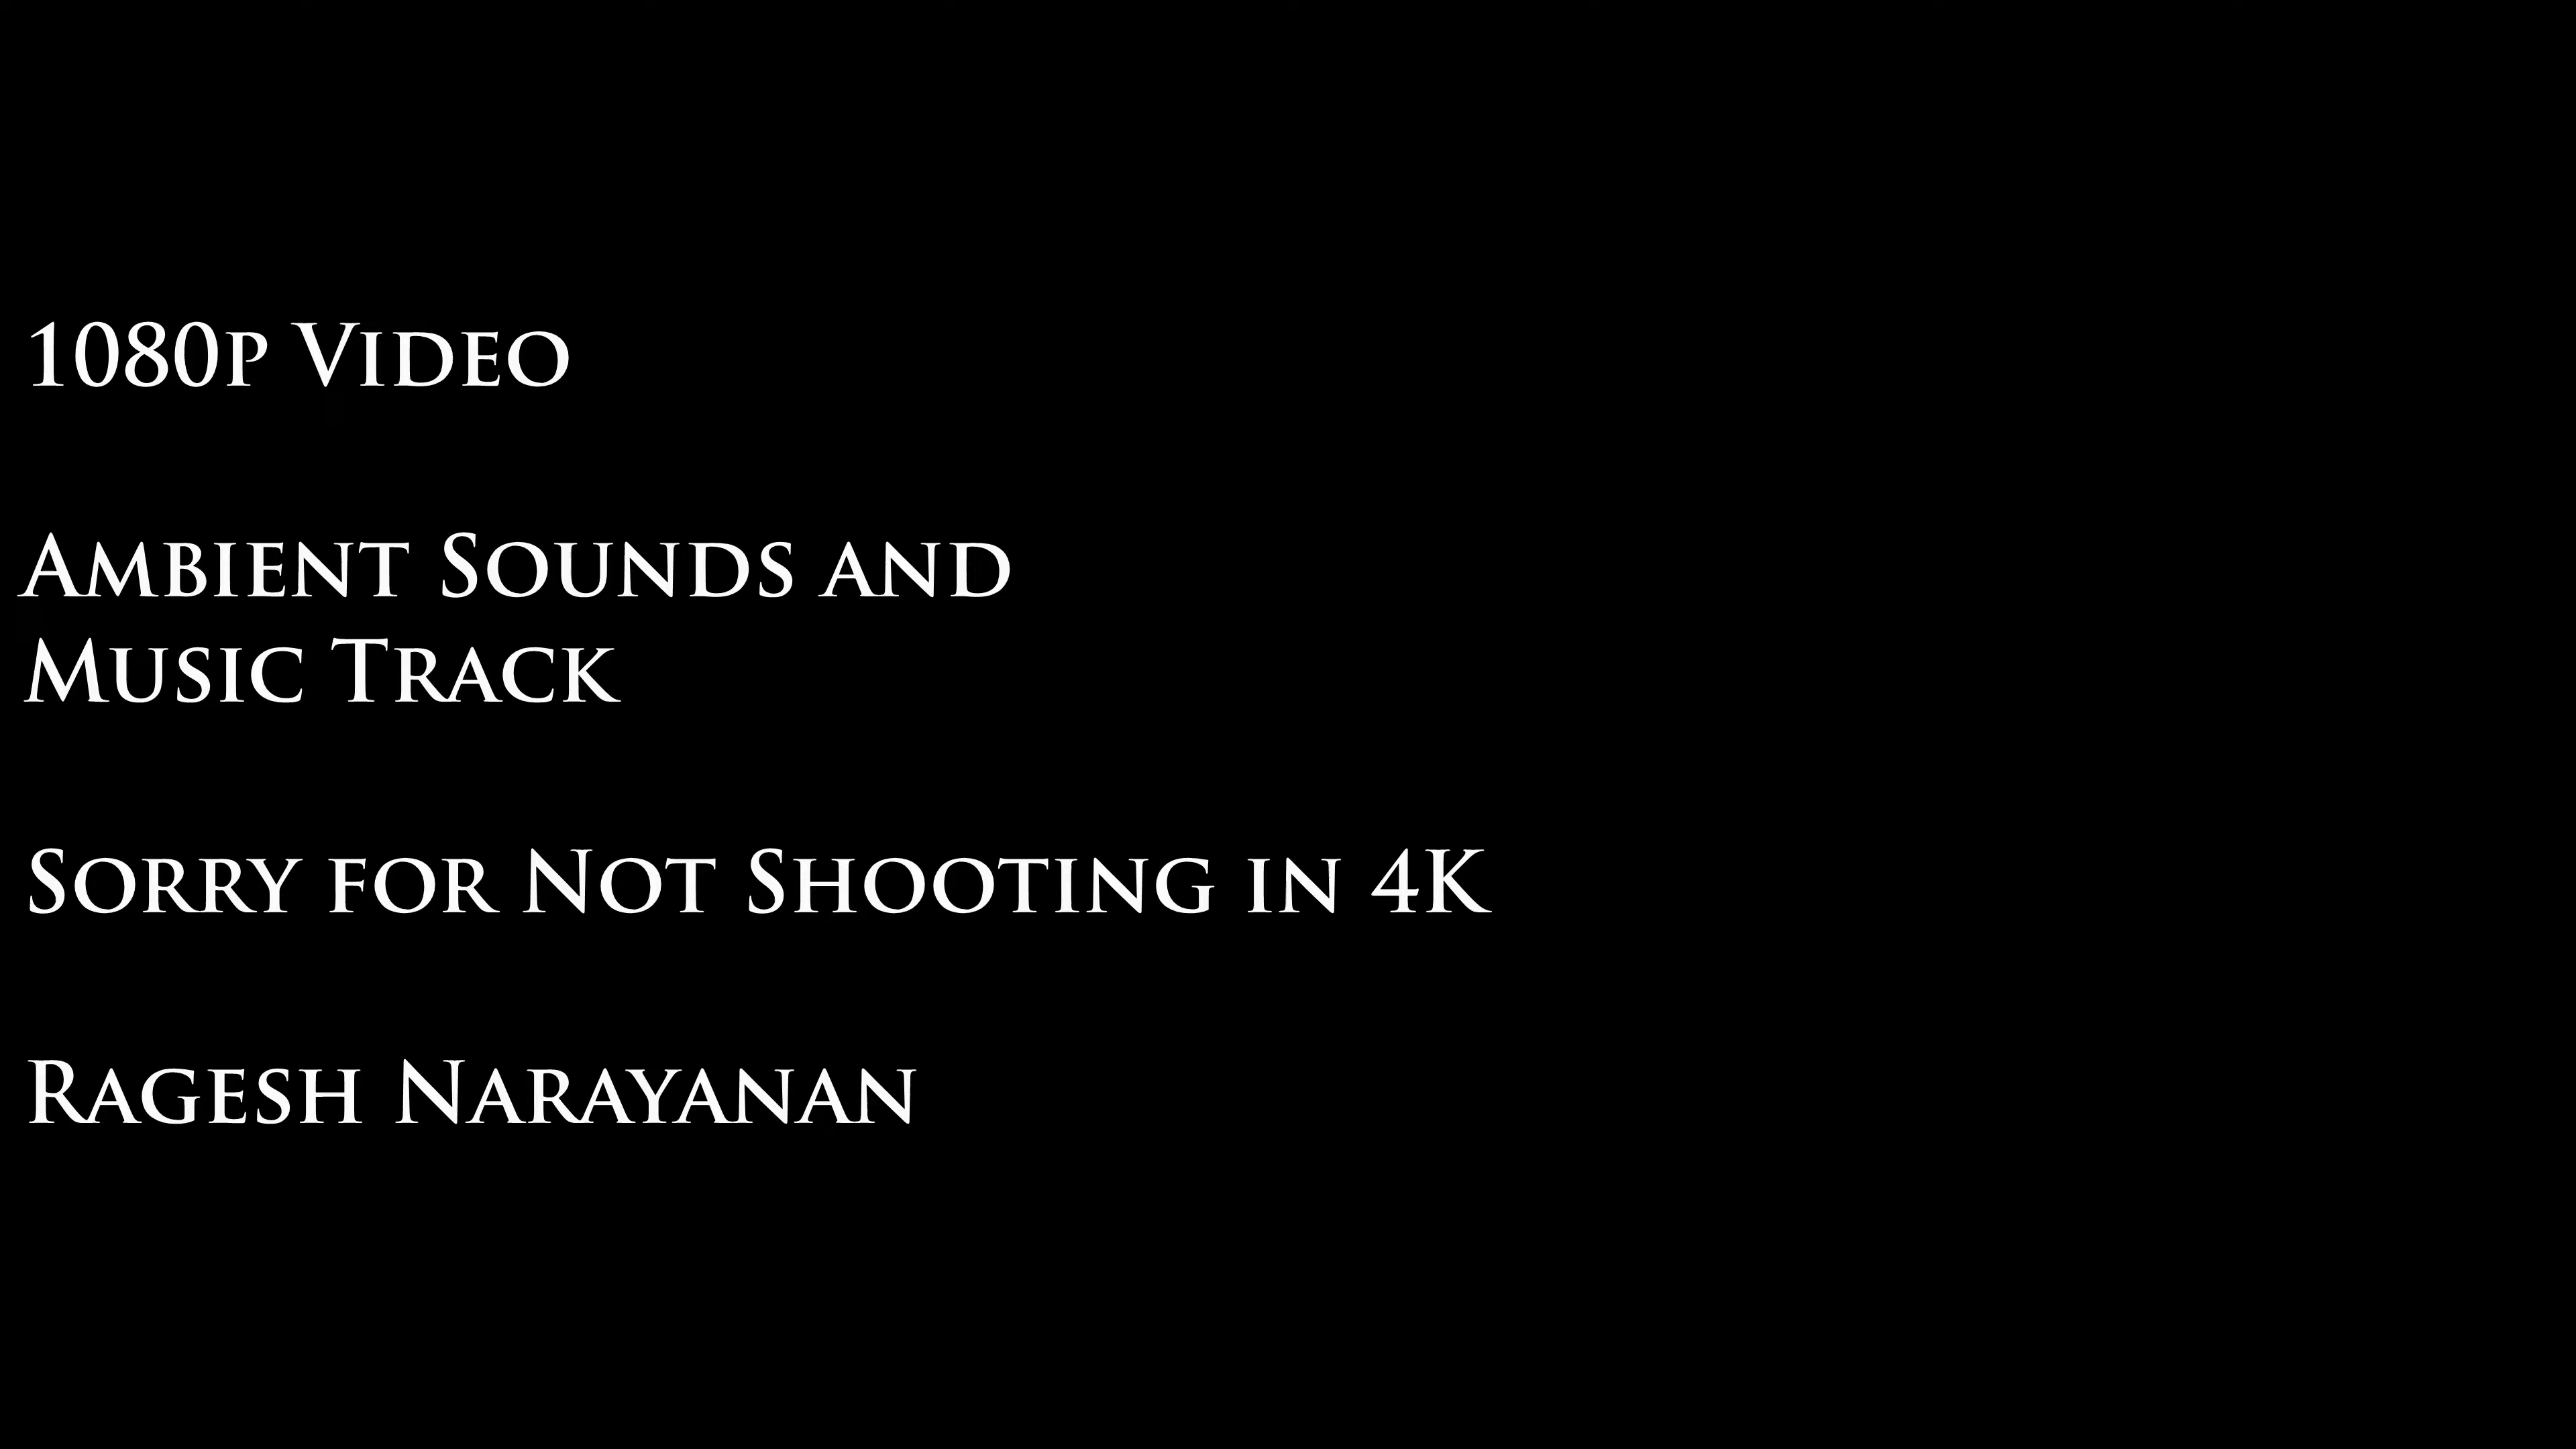 1080p Video
Ambient Sounds and
Music Track
Sorry for Not Shooting in 4K
Ragesh Narayanan